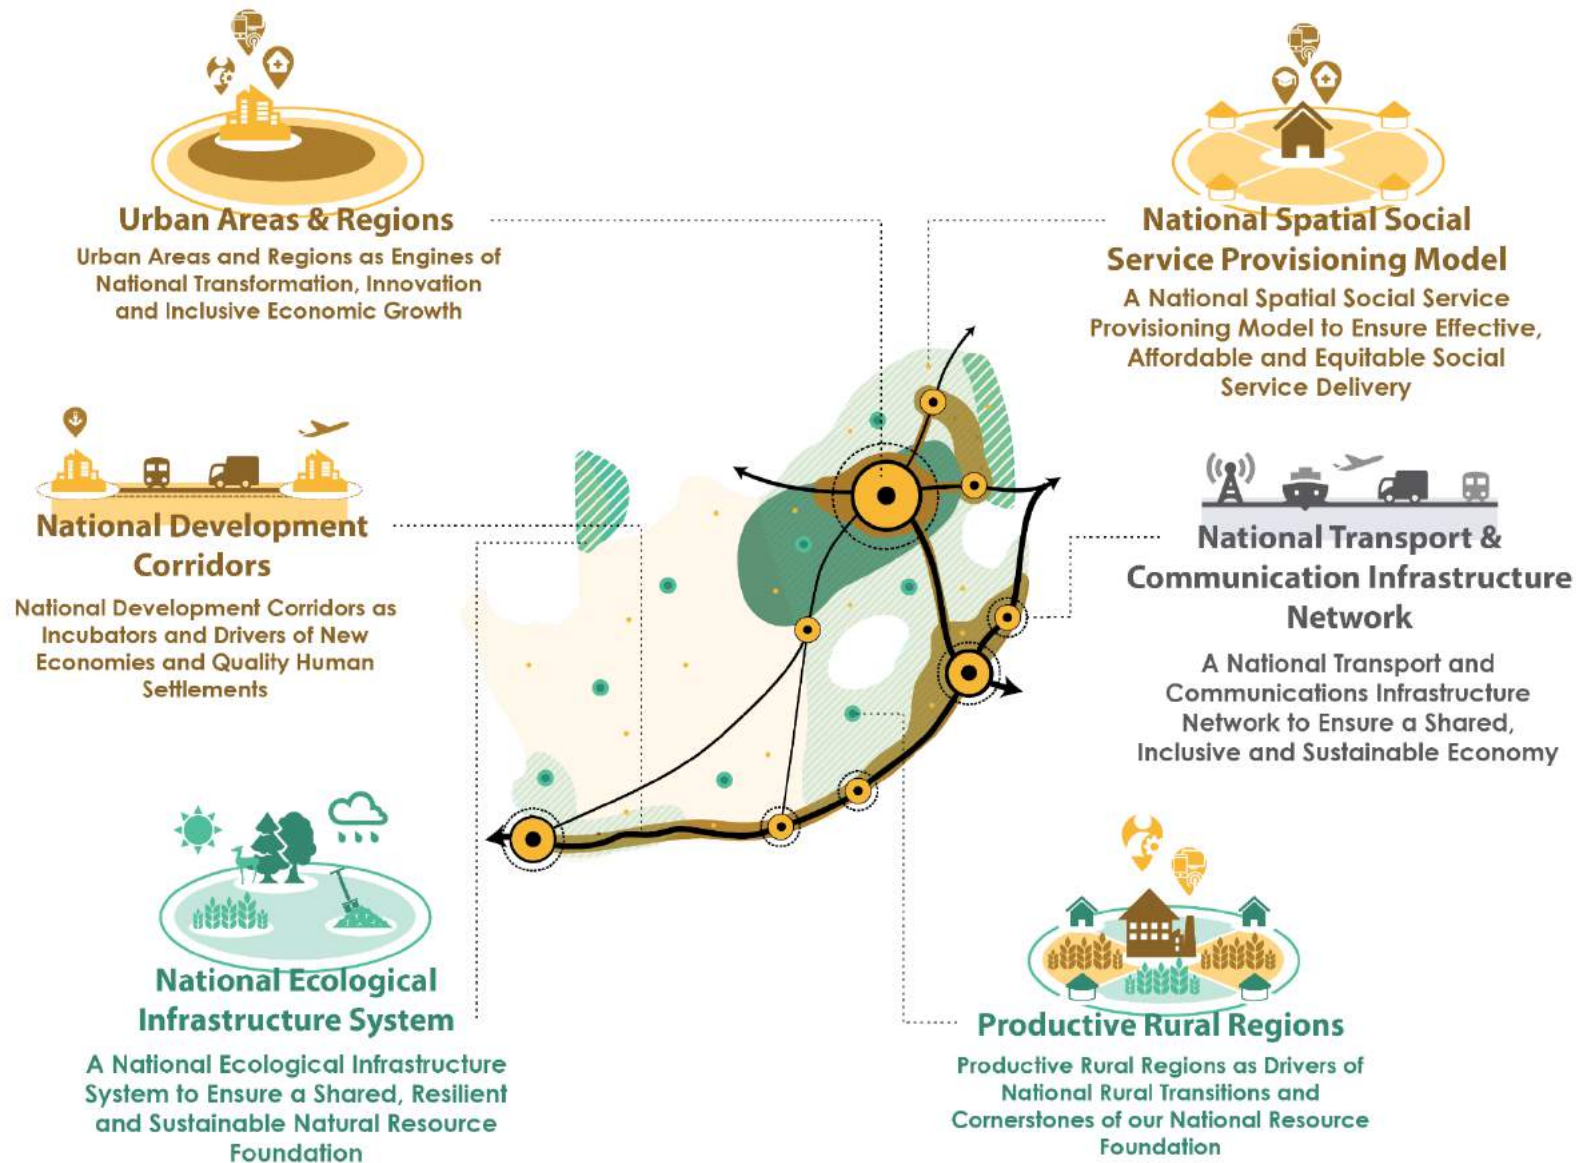 Urban Areas & Regions
Urban Areas and Regions as Engines of
National Transformation, Innovation
and Inclusive Economic Growth
National Spatial Social
Service Provisioning Model
A National Spatial Social Service
Provisioning Model to Ensure Effective,
Affordable and Equitable Social
Service Delivery
National Development
Corridors
National Development Corridors as
Incubators and Drivers of New
Economies and Quality Human
Settlements
National Transport &
Communication Infrastructure
Network
A National Transport and
Communications Infrastructure
Network to Ensure a Shared,
Inclusive and Sustainable Economy
National Ecological
Infrastructure System
A National Ecological Infrastructure
System to Ensure a Shared, Resilient
and Sustainable Natural Resource
Foundation
Productive Rural Regions
Productive Rural Regions as Drivers of
National Rural Transitions and
Cornerstones of our National Resource
Foundation